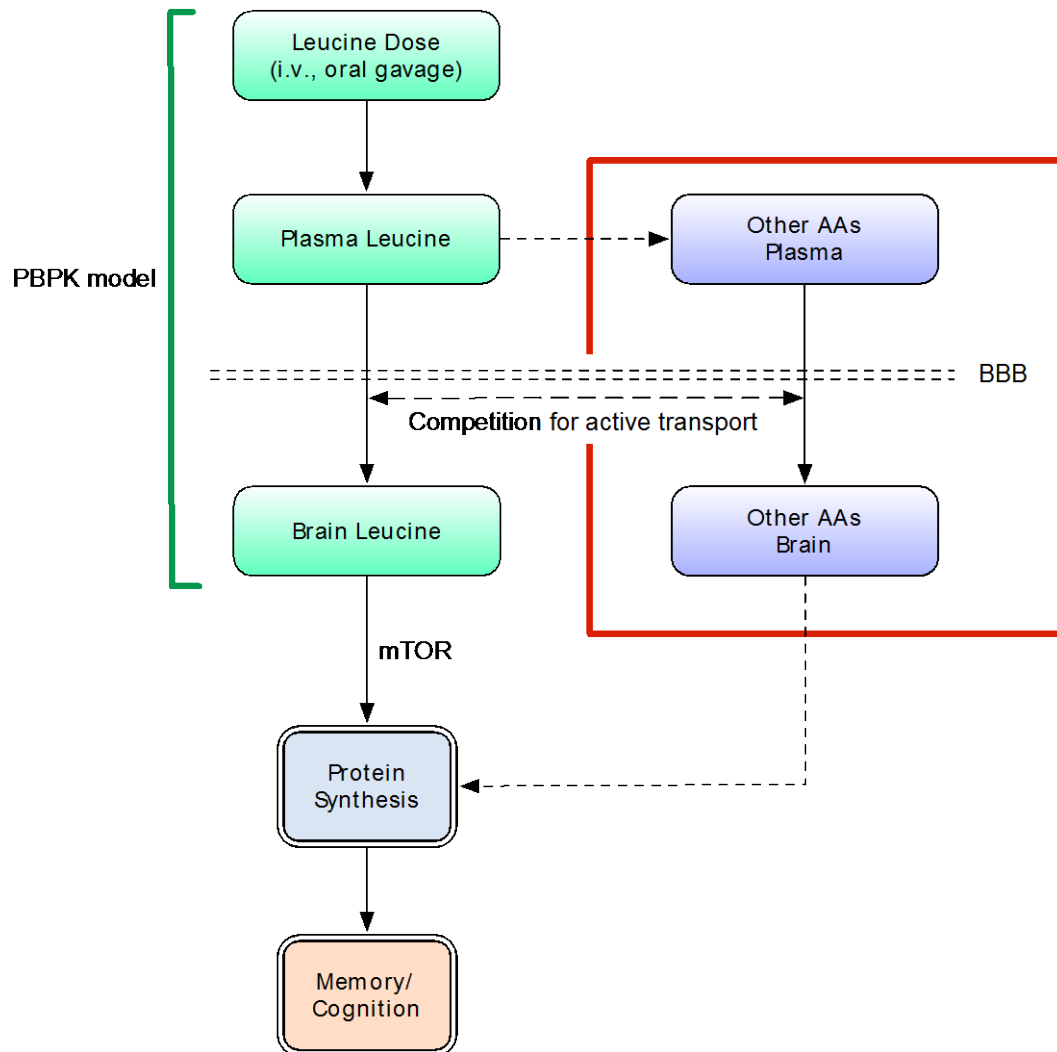 Leucine Dose
(i.v., oral gavage)
Plasma Leucine
Other AAs
Plasma
PBPK model
BBB
Competition for active transport
Brain Leucine
Other AAs
Brain
mTOR
Protein
Synthesis
Memory/
Cognition